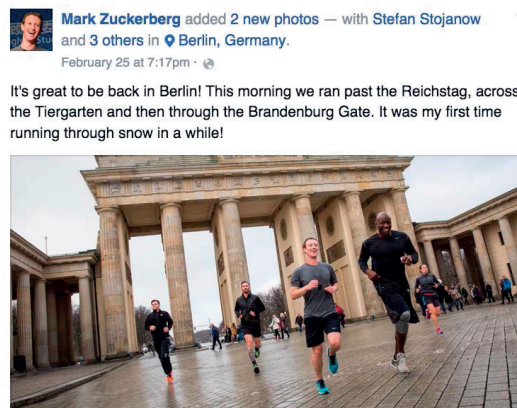 Mark Zuckerberg added 2 new photos — with Stefan Stojanow
and 3 others in Berlin, Germany.
February 25 at 7:17pm ·
It's great to be back in Berlin! This morning we ran past the Reichstag, across
the Tiergarten and then through the Brandenburg Gate. It was my first time
running through snow in a while!